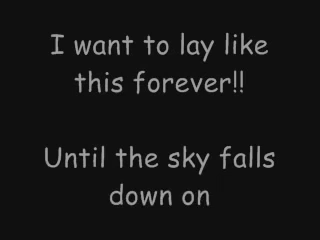 I want to lay like
this forever!!
Until the sky falls
down on